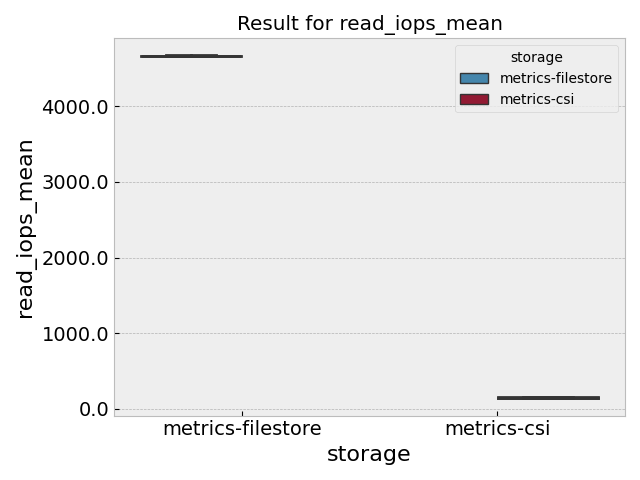 Result for read_iops_mean
storage
metrics-filestore
metrics-csi
read_iops_mean
4000.0
3000.0
2000.0
1000.0
0.0
metrics-filestore
metrics-csi
storage